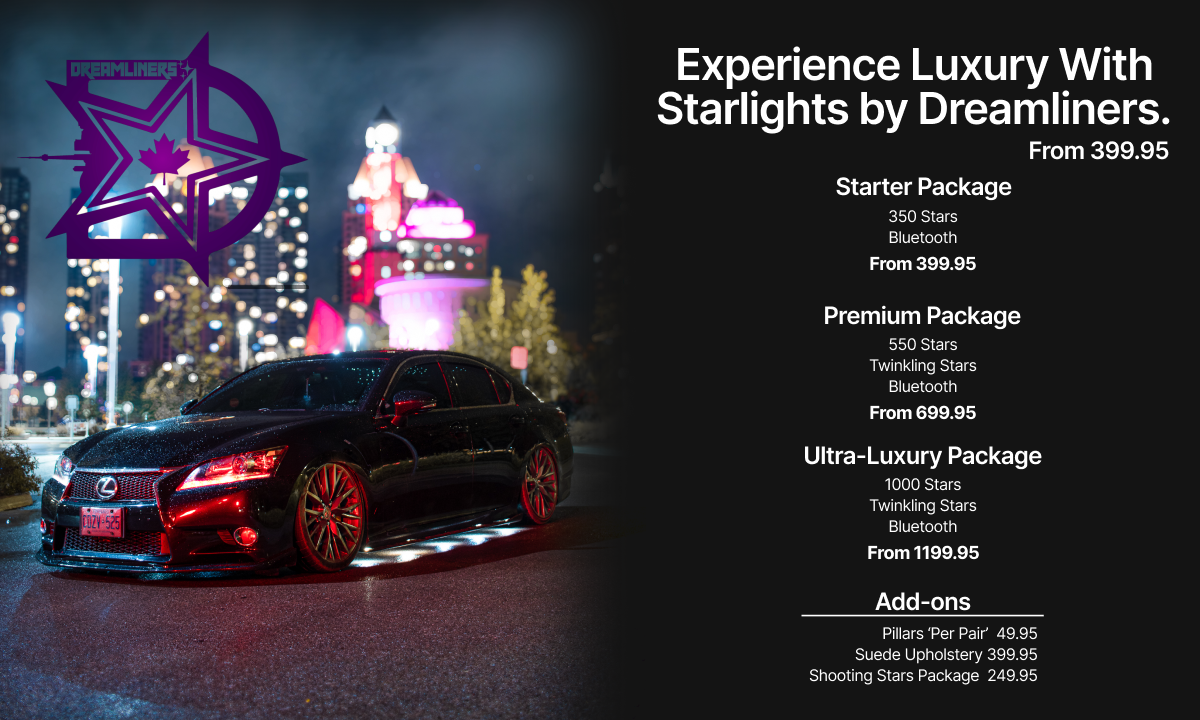 DREAMLINERS
Experience Luxury With
Starlights by Dreamliners.
From 399.95
Starter Package
350 Stars
Bluetooth
From 399.95
Premium Package
550 Stars
Twinkling Stars
Bluetooth
From 699.95
Ultra-Luxury Package
1000 Stars
Twinkling Stars
Bluetooth
From 1199.95
Add-ons
Pillars ‘Per Pair’ 49.95
Suede Upholstery 399.95
Shooting Stars Package 249.95